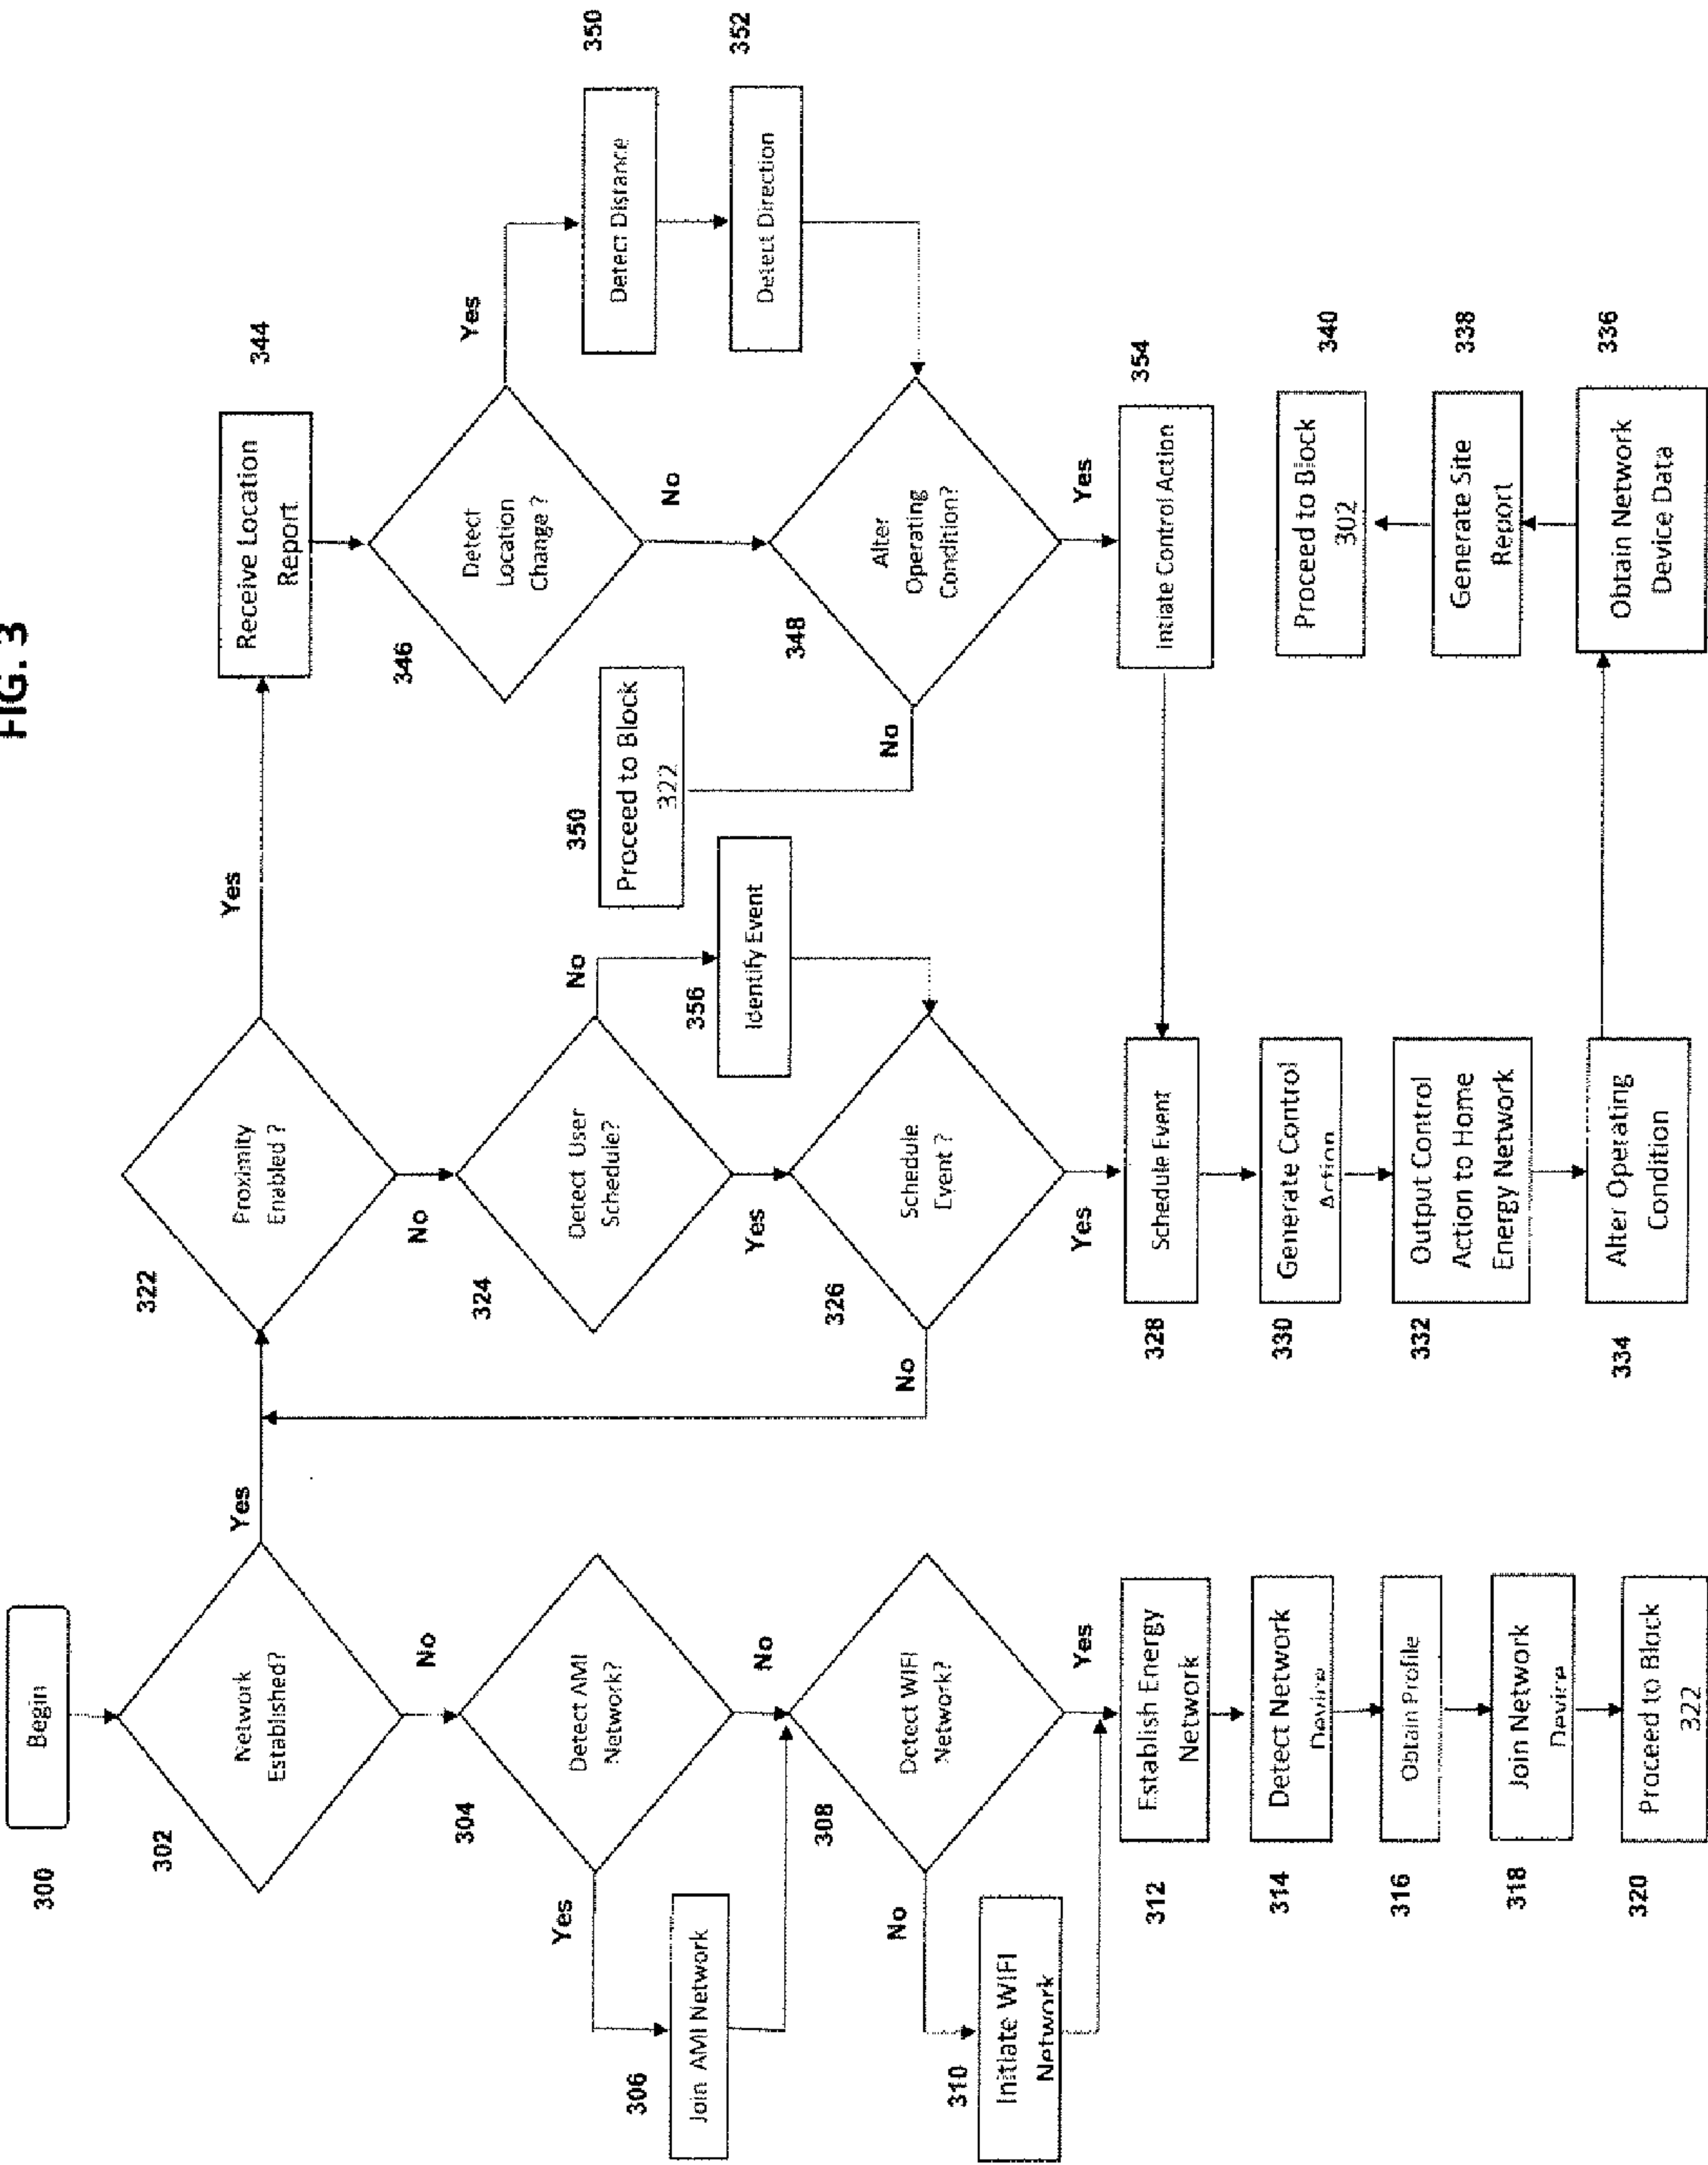 FIG. 3
300
Begin
302
Network
Established?
Yes
No
304
Detect AMI
Network?
Yes
No
306
Join AMI Network
308
Detect WIFI
Network?
No
Yes
310
Initiate WIFI
Network
312
Establish Energy
Network
314
Detect Network
Device
316
Obtain Profile
318
Join Network
Device
320
Proceed to Block
322
322
Proximity
Enabled ?
Yes
No
324
Detect User
Schedule?
No
Yes
356
Identify Event
326
Schedule
Event ?
No
Yes
328
Schedule Event
330
Generate Control
Action
332
Output Control
Action to Home
Energy Network
334
Alter Operating
Condition
344
Receive Location
Report
346
Detect
Location
Change ?
Yes
No
350
Detect Distance
352
Detect Direction
348
Alter
Operating
Condition?
No
Yes
350
Proceed to Block
322
354
Initiate Control Action
340
Proceed to Block
302
338
Generate Site
Report
336
Obtain Network
Device Data